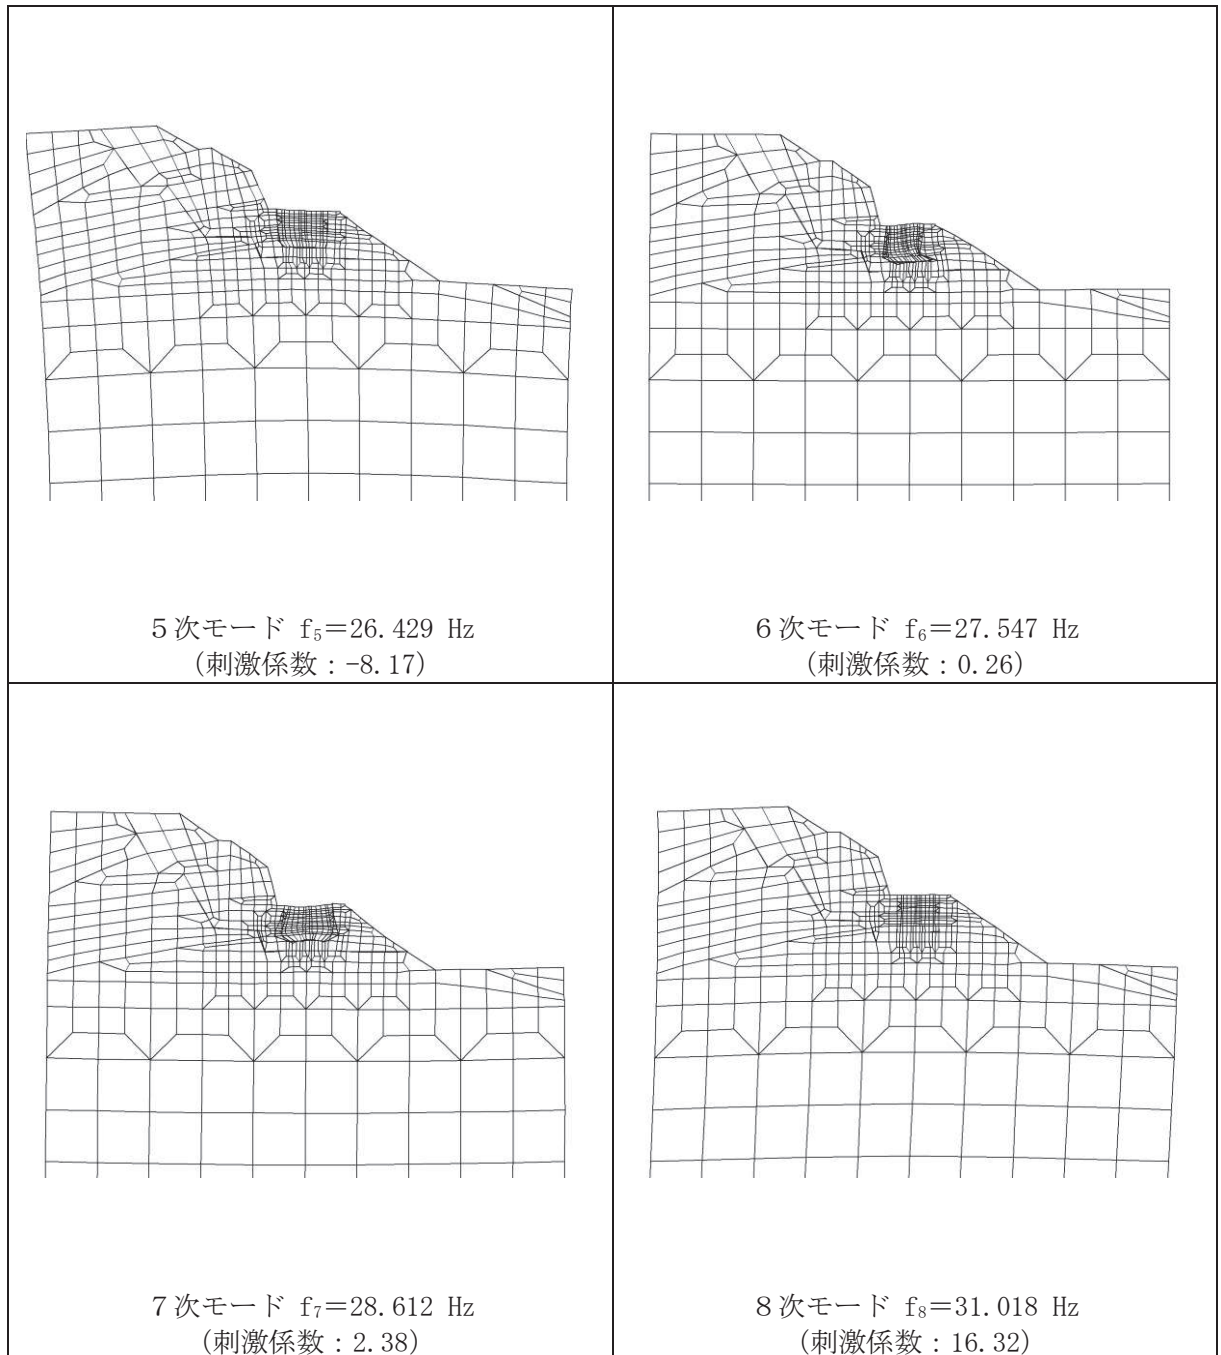 5次モード f₅＝26.429 Hz
(刺激係数：-8.17)
6次モード f₆＝27.547 Hz
(刺激係数：0.26)
7次モード f₇＝28.612 Hz
(刺激係数：2.38)
8次モード f₈＝31.018 Hz
(刺激係数：16.32)